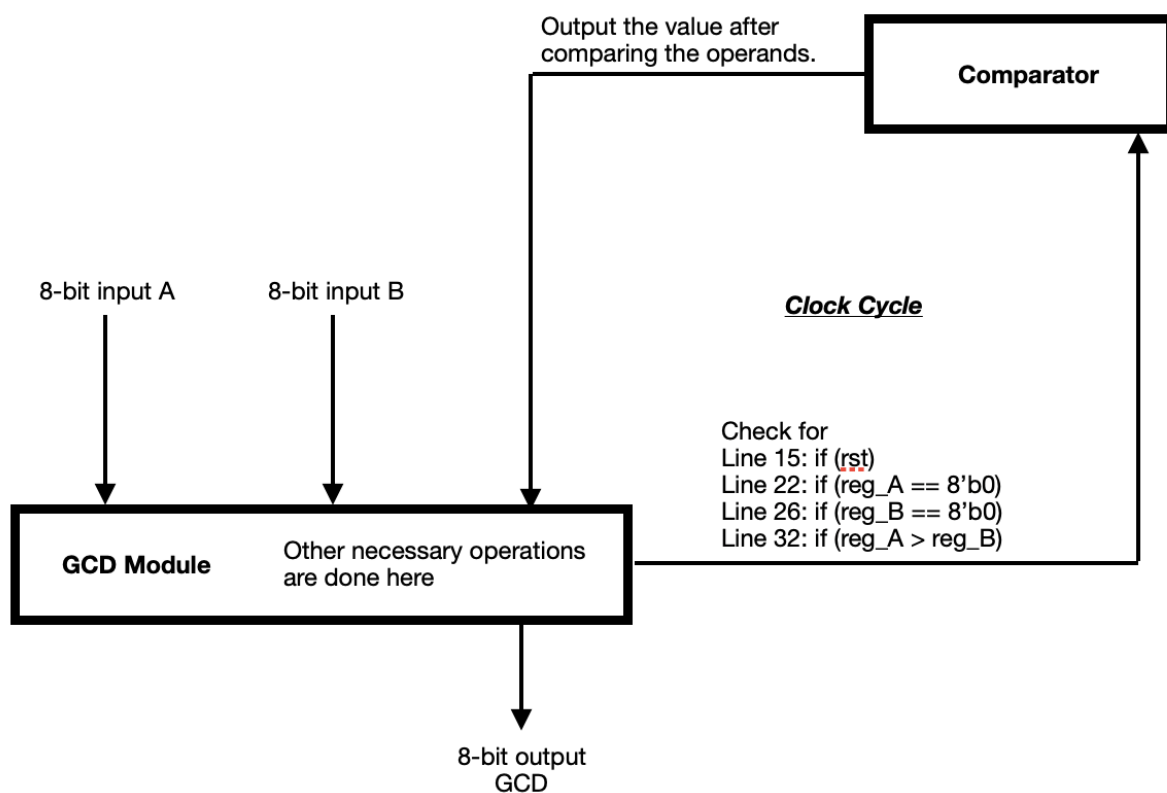 Output the value after
comparing the operands.
Comparator
8-bit input A
8-bit input B
Clock Cycle
Check for
Line 15: if (rst)
Line 22: if (reg_A == 8’b0)
Line 26: if (reg_B == 8’b0)
Line 32: if (reg_A > reg_B)
GCD Module
Other necessary operations
are done here
8-bit output
GCD